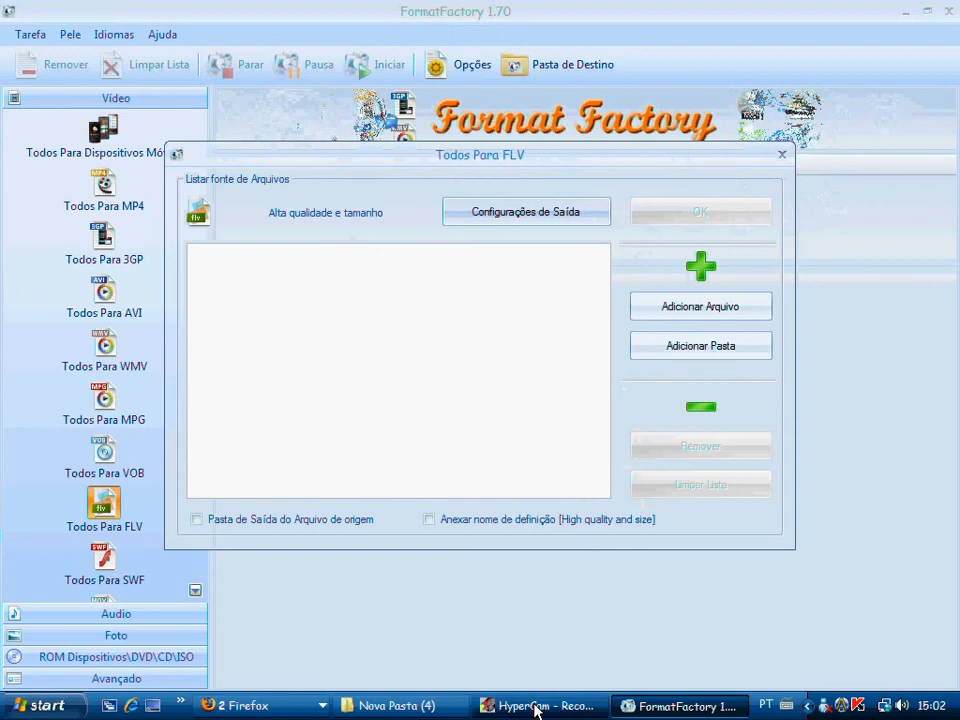 FormatFactory 1.70
Tarefa Pele Idiomas Ajuda
Remover Limpar Lista Parar Pausa Iniciar Opções Pasta de Destino
Vídeo
Format Factory
Todos Para Dispositivos Mó
Todos Para MP4
Todos Para 3GP
Todos Para AVI
Todos Para WMV
Todos Para MPG
Todos Para VOB
Todos Para FLV
Todos Para SWF
Audio
Foto
ROM Dispositivos\DVD\CD\ISO
Avançado
Todos Para FLV
Listar fonte de Arquivos
Alta qualidade e tamanho
Configurações de Saída
OK
Adicionar Arquivo
Adicionar Pasta
Remover
Limpar Lista
Pasta de Saída do Arquivo de origem
Anexar nome de definição [High quality and size]
start 2 Firefox Nova Pasta (4) HyperCam - Reco... FormatFactory 1.... PT 15:02